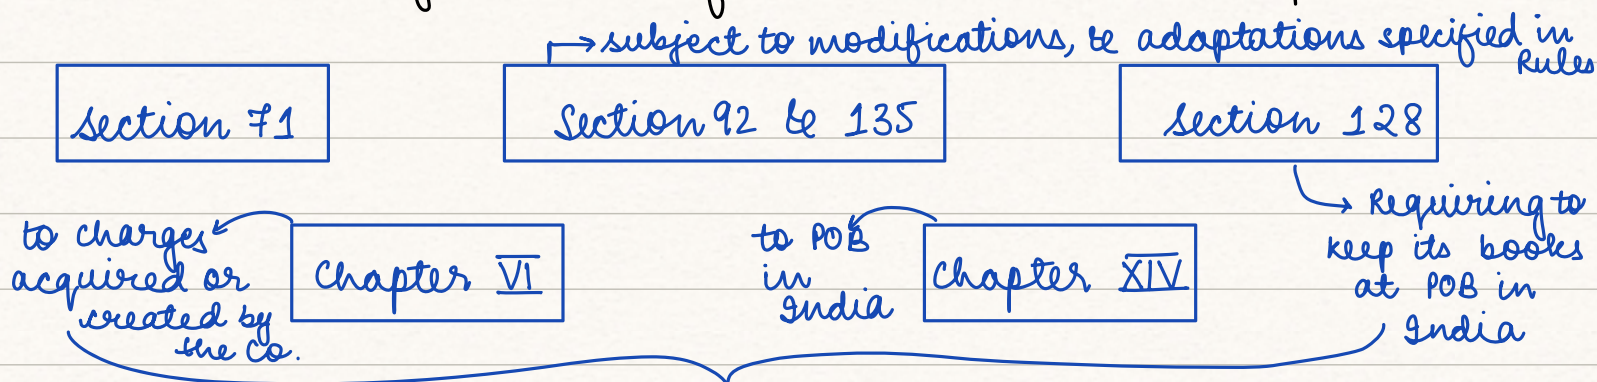 subject to modifications, & adaptations specified in
Rules
section 71
Section 92 & 135
section 128
to charges
acquired or
created by
the co.
Chapter VI
to POB
in
India
Chapter XIV
Requiring to
keep its books
at POB in
India